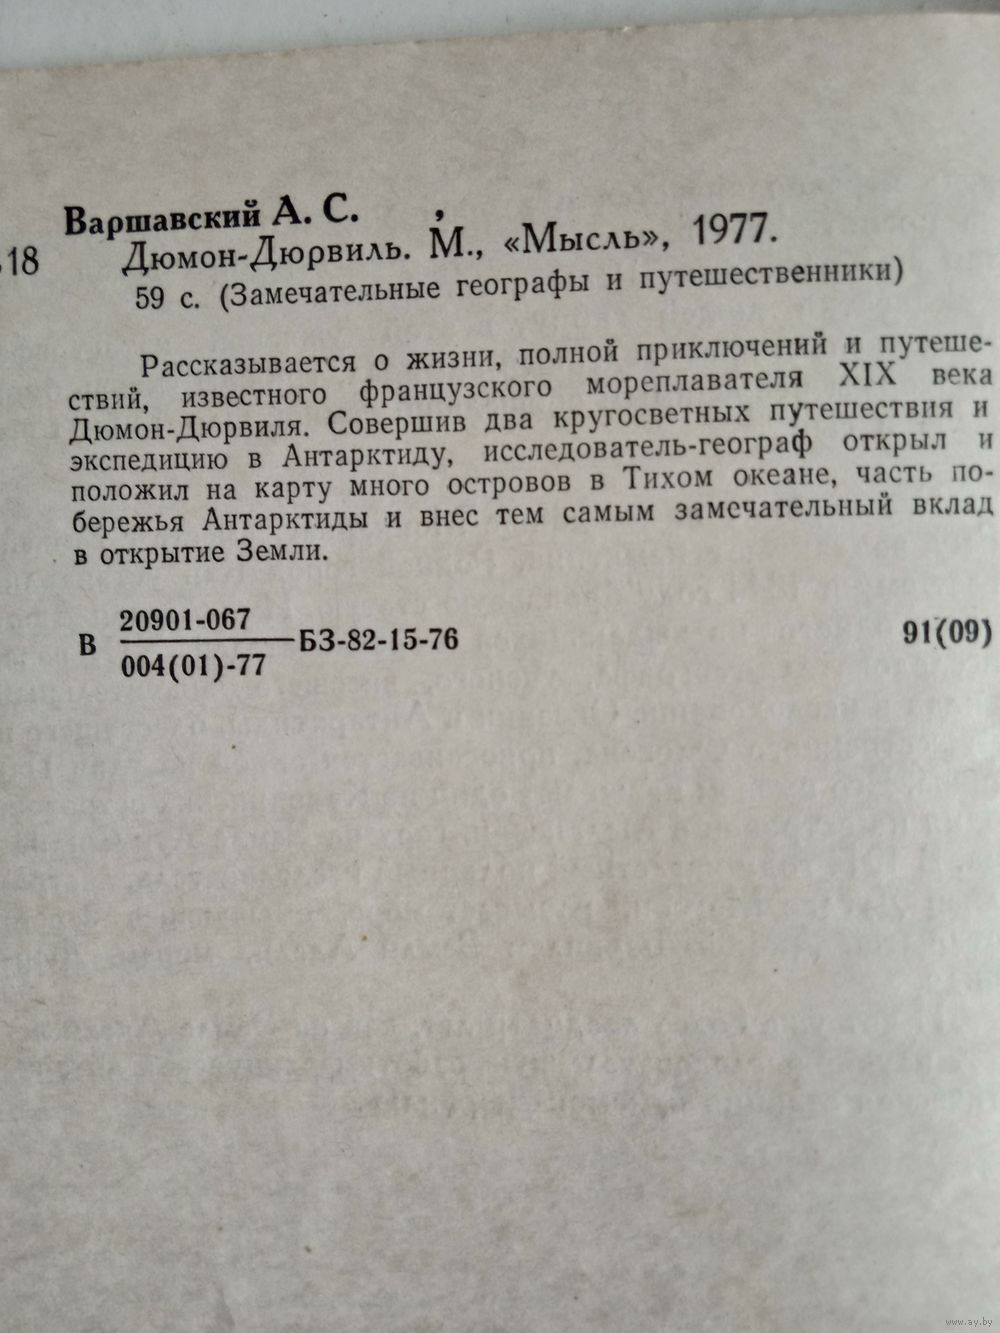 Варшавский А. С.
18 Дюмон-Дюрвиль. М., «Мысль», 1977.
59 с. (Замечательные географы и путешественники)
Рассказывается о жизни, полной приключений и путеше-
ствий, известного французского мореплавателя XIX века
Дюмон-Дюрвиля. Совершив два кругосветных путешествия и
экспедицию в Антарктиду, исследователь-географ открыл и
положил на карту много островов в Тихом океане, часть по-
бережья Антарктиды и внес тем самым замечательный вклад
в открытие Земли.
В 20901-067 БЗ-82-15-76 91(09)
004(01)-77
www.ay.by